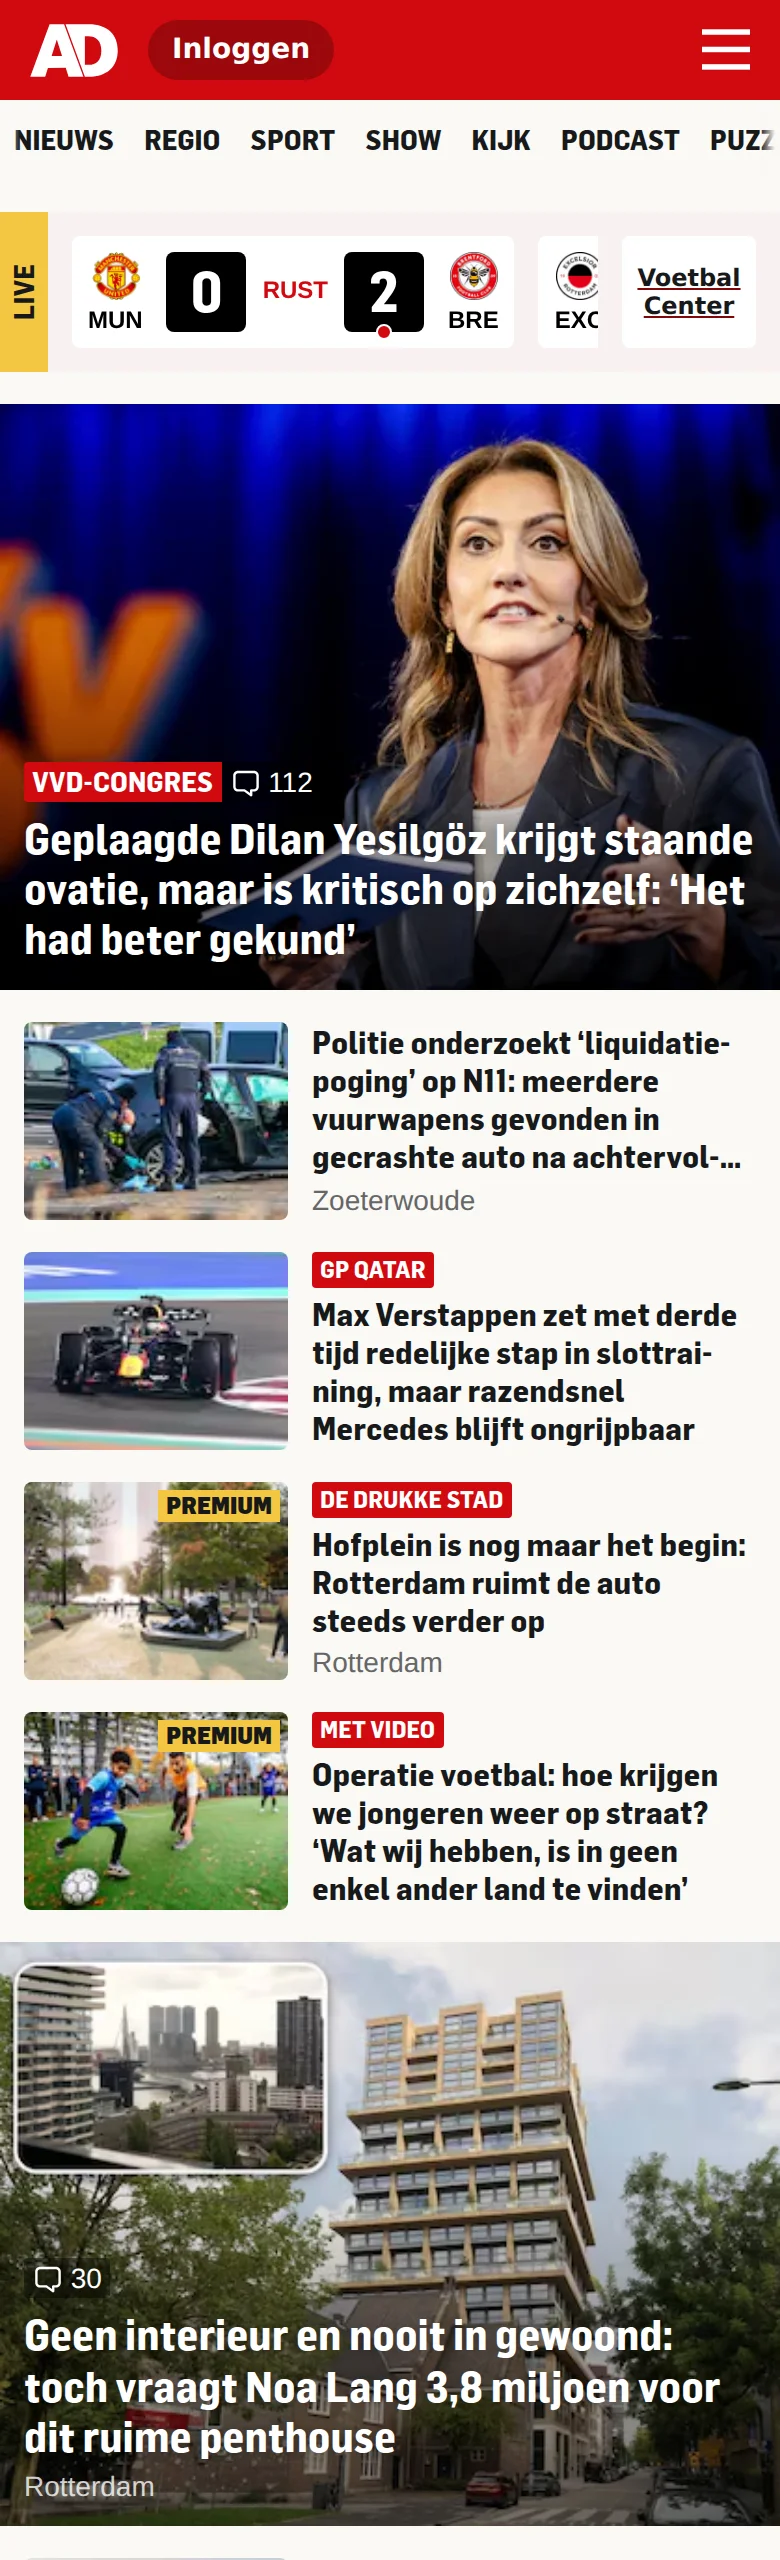 AD Inloggen
NIEUWS REGIO SPORT SHOW KIJK PODCAST PUZZ
LIVE
MUN 0 RUST 2 BRE
EXC
Voetbal
Center
VVD-CONGRES 112
Geplaagde Dilan Yesilgöz krijgt staande
ovatie, maar is kritisch op zichzelf: ‘Het
had beter gekund’
Politie onderzoekt ‘liquidatie-
poging’ op N11: meerdere
vuurwapens gevonden in
gecrashte auto na achtervol-...
Zoeterwoude
GP QATAR
Max Verstappen zet met derde
tijd redelijke stap in slottrai-
ning, maar razendsnel
Mercedes blijft ongrijpbaar
PREMIUM
DE DRUKKE STAD
Hofplein is nog maar het begin:
Rotterdam ruimt de auto
steeds verder op
Rotterdam
PREMIUM
MET VIDEO
Operatie voetbal: hoe krijgen
we jongeren weer op straat?
‘Wat wij hebben, is in geen
enkel ander land te vinden’
30
Geen interieur en nooit in gewoond:
toch vraagt Noa Lang 3,8 miljoen voor
dit ruime penthouse
Rotterdam